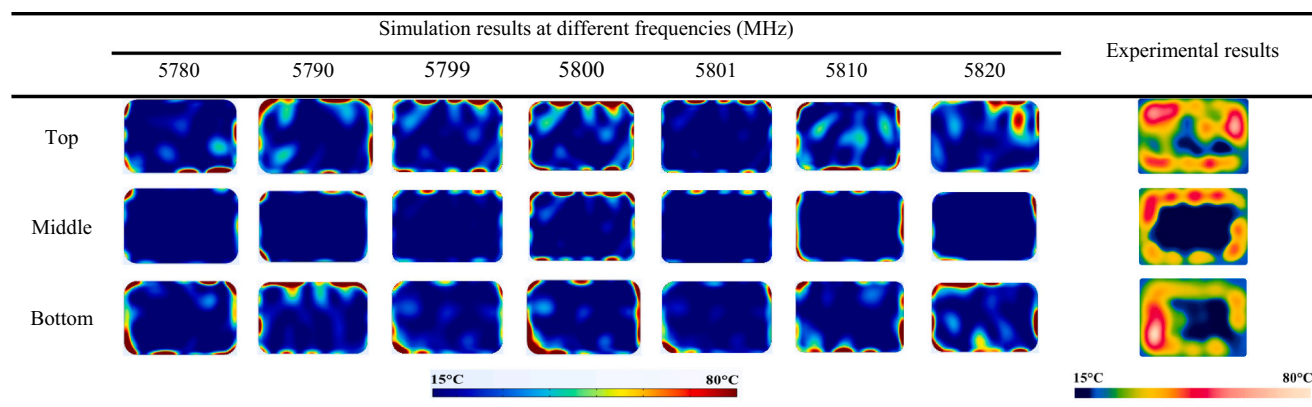 Simulation results at different frequencies (MHz)
Experimental results
5780 5790 5799 5800 5801 5810 5820
Top
Middle
Bottom
15°C 80°C
15°C 80°C